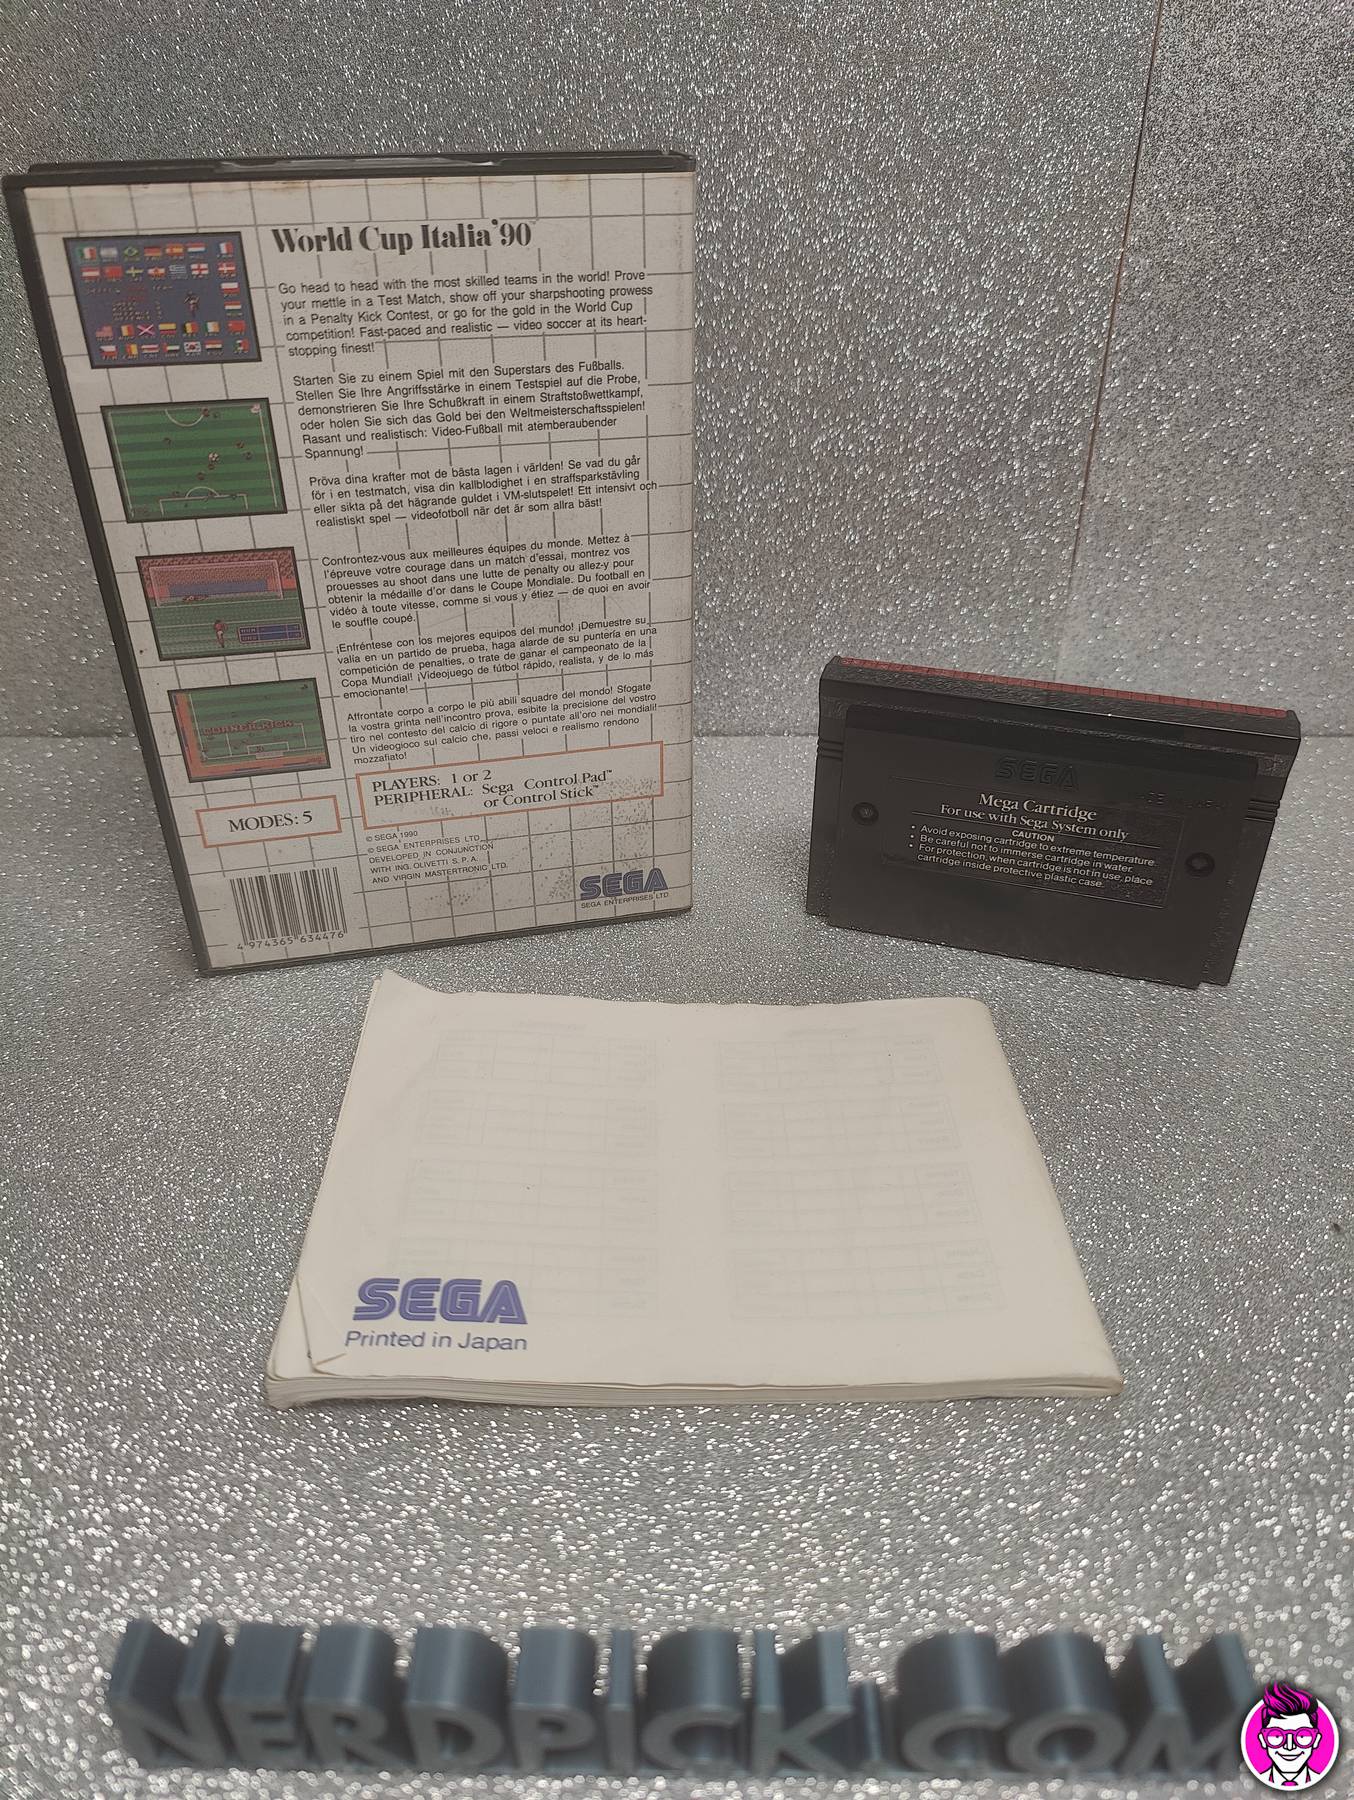 World Cup Italia '90™
Go head to head with the most skilled teams in the world! Prove
your mettle in a Test Match, show off your sharpshooting prowess
in a Penalty Kick Contest, or go for the gold in the World Cup
competition! Fast-paced and realistic — video soccer at its heart-
stopping finest!
Starten Sie zu einem Spiel mit den Superstars des Fußballs.
Stellen Sie Ihre Angriffsstärke in einem Testspiel auf die Probe,
demonstrieren Sie Ihre Schußkraft in einem Straftstoßwettkampf,
oder holen Sie sich das Gold bei den Weltmeisterschaftsspielen!
Rasant und realistisch: Video-Fußball mit atemberaubender
Spannung!
Pröva dina krafter mot de bästa lagen i världen! Se vad du går
för i en testmatch, visa din kallblodighet i en straffsparkstävling
eller sikta på det hägrande guldet i VM-slutspelet! Ett intensivt och
realistiskt spel — videofotboll när det är som allra bäst!
Confrontez-vous aux meilleures équipes du monde. Mettez à
l'épreuve votre courage dans un match d'essai, montrez vos
prouesses au shoot dans une lutte de penalty ou allez-y pour
obtenir la médaille d'or dans le Coupe Mondiale. Du football en
vidéo à toute vitesse, comme si vous y étiez — de quoi en avoir
le souffle coupé.
¡Enfréntese con los mejores equipos del mundo! ¡Demuestre su
valía en un partido de prueba, haga alarde de su puntería en una
competición de penalties, o trate de ganar el campeonato de la
Copa Mundial! ¡Videojuego de fútbol rápido, realista, y de lo más
emocionante!
Affrontate corpo a corpo le più abili squadre del mondo! Sfogate
la vostra grinta nell'incontro prova, esibite la precisione del vostro
tiro nel contesto del calcio di rigore o puntate all'oro nei mondiali!
Un videogioco sul calcio che, passi veloci e realismo rendono
mozzafiato!
CORNER KICK
PLAYERS: 1 or 2
PERIPHERAL: Sega Control Pad™
or Control Stick™
MODES: 5
© SEGA 1990
© SEGA ENTERPRISES LTD.
DEVELOPED IN CONJUNCTION
WITH ING. OLIVETTI S.P.A.
AND VIRGIN MASTERTRONIC LTD.
SEGA
SEGA ENTERPRISES LTD
4 974365 634476
SEGA
Mega Cartridge
For use with Sega System only
CAUTION
• Avoid exposing cartridge to extreme temperature.
• Be careful not to immerse cartridge in water.
• For protection, when cartridge is not in use, place
cartridge inside protective plastic case.
SEGA
Printed in Japan
NERDPICK.COM